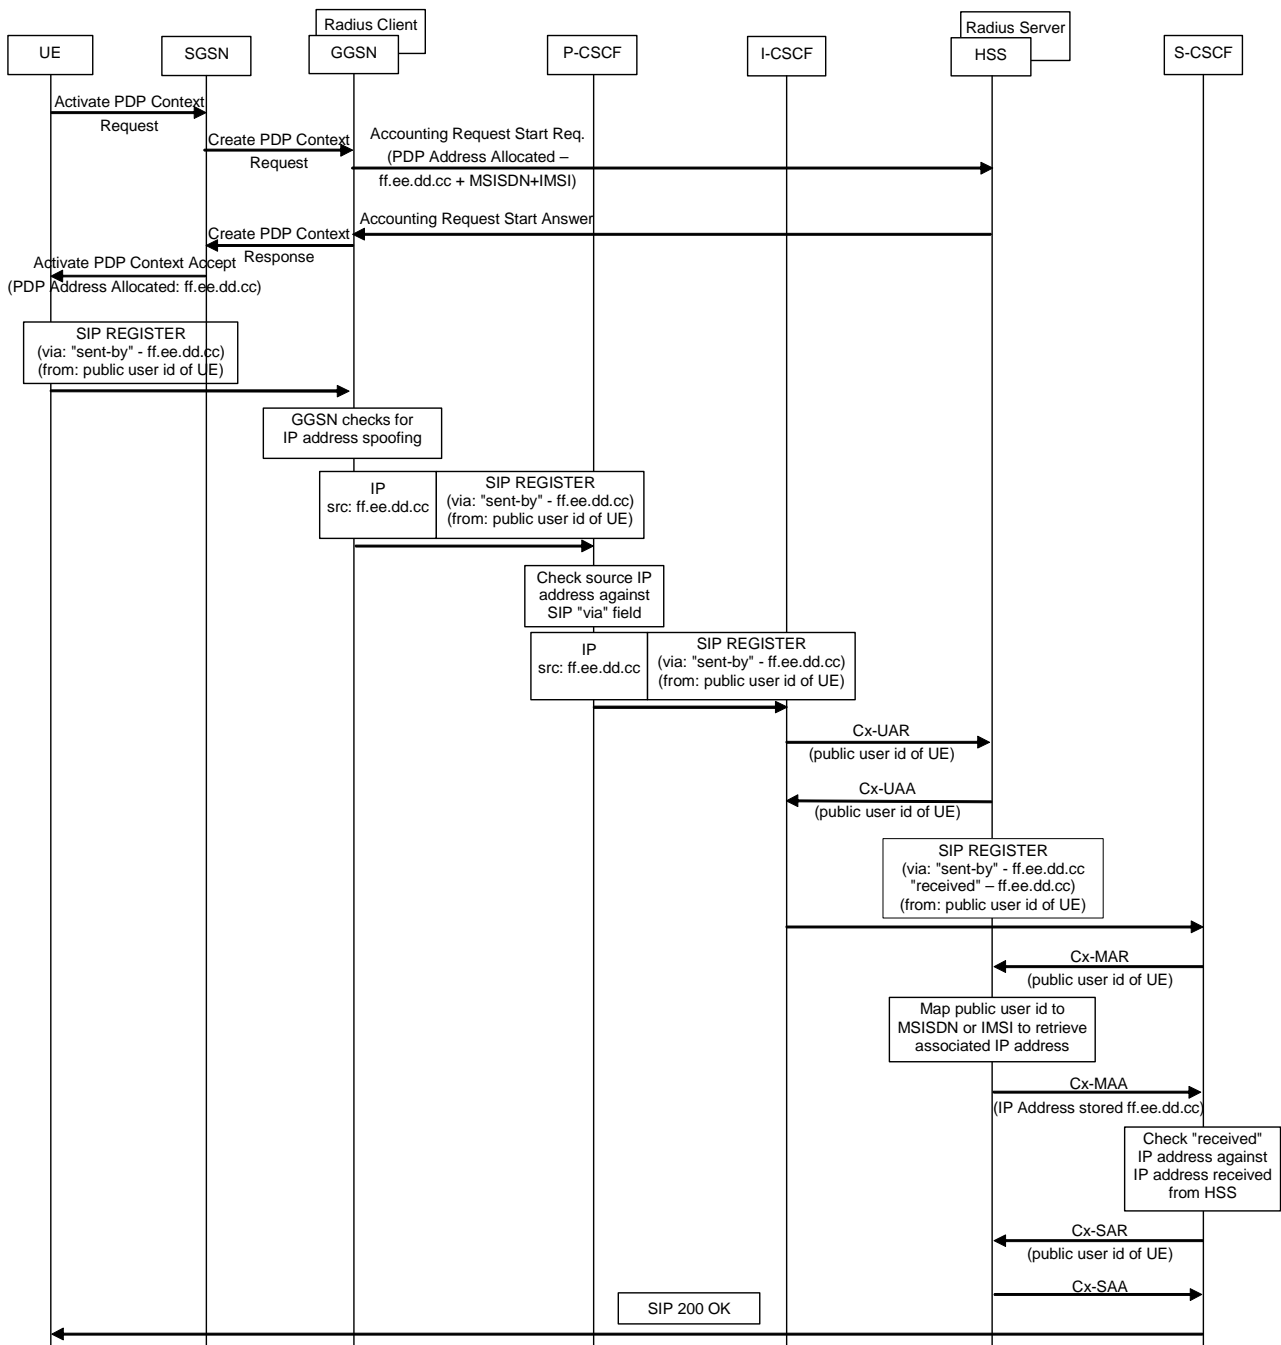 Radius Client
Radius Server
UE
SGSN
GGSN
P-CSCF
I-CSCF
HSS
S-CSCF
Activate PDP Context
Request
Create PDP Context
Request
Accounting Request Start Req.
(PDP Address Allocated –
ff.ee.dd.cc + MSISDN+IMSI)
Accounting Request Start Answer
Create PDP Context
Response
Activate PDP Context Accept
(PDP Address Allocated: ff.ee.dd.cc)
SIP REGISTER
(via: "sent-by" - ff.ee.dd.cc)
(from: public user id of UE)
GGSN checks for
IP address spoofing
IP
src: ff.ee.dd.cc
SIP REGISTER
(via: "sent-by" - ff.ee.dd.cc)
(from: public user id of UE)
Check source IP
address against
SIP "via" field
IP
src: ff.ee.dd.cc
SIP REGISTER
(via: "sent-by" - ff.ee.dd.cc)
(from: public user id of UE)
Cx-UAR
(public user id of UE)
Cx-UAA
(public user id of UE)
SIP REGISTER
(via: "sent-by" - ff.ee.dd.cc
"received" – ff.ee.dd.cc)
(from: public user id of UE)
Cx-MAR
(public user id of UE)
Map public user id to
MSISDN or IMSI to retrieve
associated IP address
Cx-MAA
(IP Address stored ff.ee.dd.cc)
Check "received"
IP address against
IP address received
from HSS
Cx-SAR
(public user id of UE)
Cx-SAA
SIP 200 OK